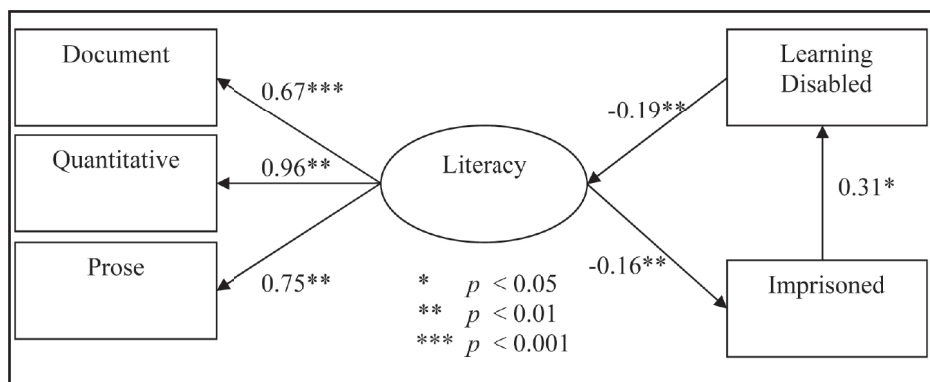 Document
Learning
Disabled
0.67***
-0.19**
Quantitative
0.96**
Literacy
0.31*
Prose
0.75**
-0.16**
Imprisoned
* p < 0.05
** p < 0.01
*** p < 0.001